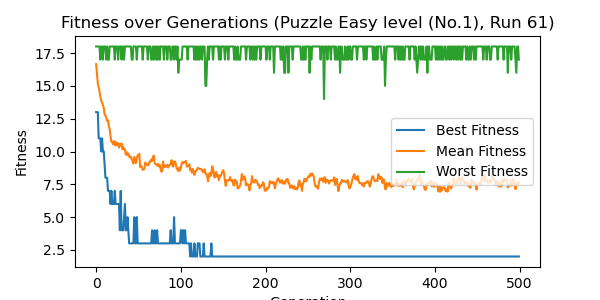 Fitness over Generations (Puzzle Easy level (No.1), Run 61)
Fitness
17.5
15.0
12.5
10.0
7.5
5.0
2.5
Best Fitness
Mean Fitness
Worst Fitness
0
100
200
300
400
500
Generation